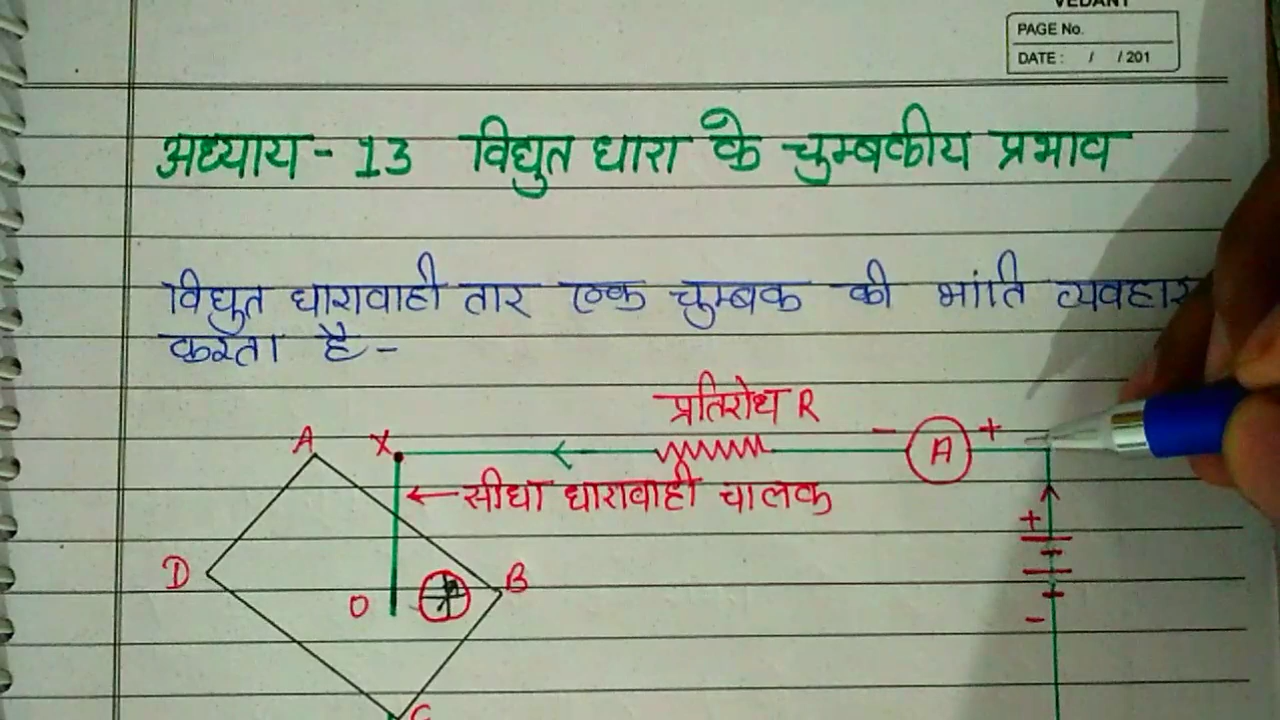 VEDANT
PAGE No.
DATE : / / 201
अध्याय - 13 विद्युत धारा के चुम्बकीय प्रभाव
विद्युत धारावाही तार एक चुम्बक की भांति व्यवहार
करता है -
प्रतिरोध R
A X - A +
← सीधा धारावाही चालक
+
D O B
-
C